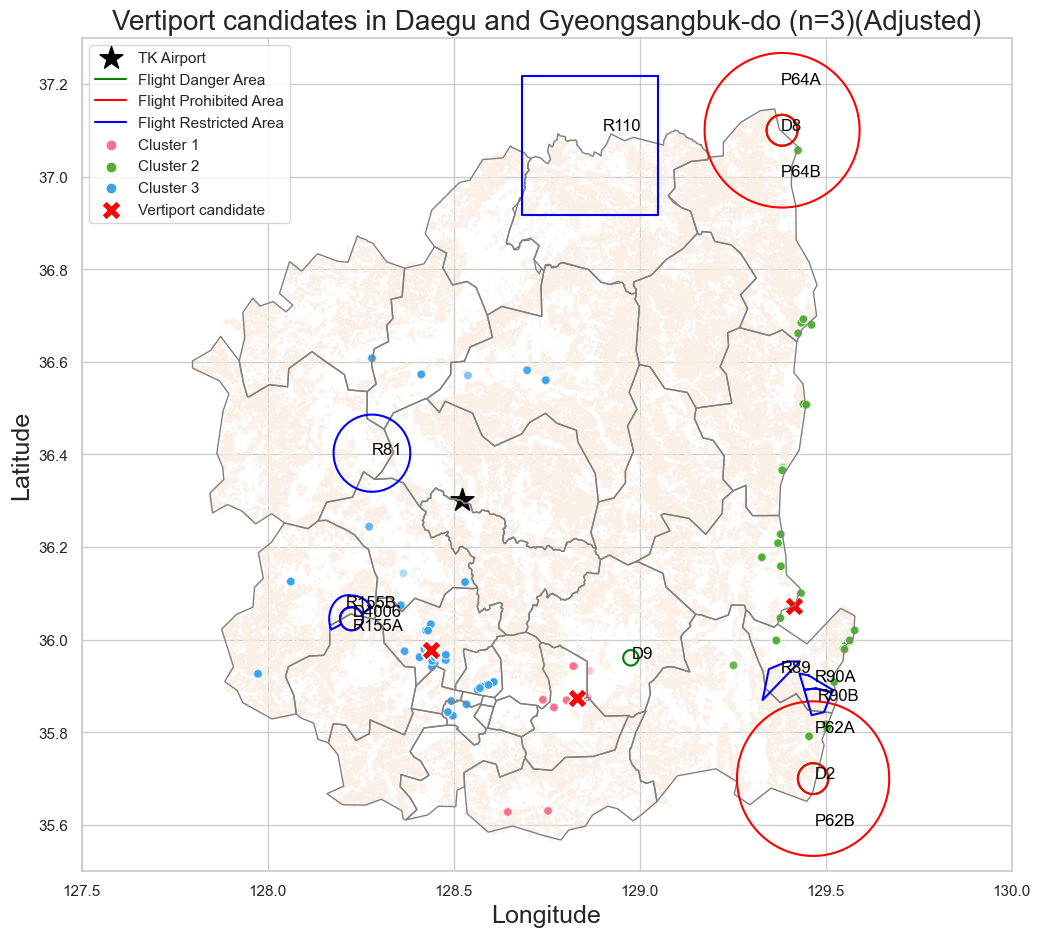 Vertiport candidates in Daegu and Gyeongsangbuk-do (n=3)(Adjusted)
TK Airport
Flight Danger Area
Flight Prohibited Area
Flight Restricted Area
Cluster 1
Cluster 2
Cluster 3
Vertiport candidate
P64A
D8
P64B
R110
R81
R155B
D4006
R155A
D9
R89
R90A
R90B
P62A
D2
P62B
37.2
37.0
36.8
36.6
36.4
36.2
36.0
35.8
35.6
Latitude
127.5
128.0
128.5
129.0
129.5
130.0
Longitude